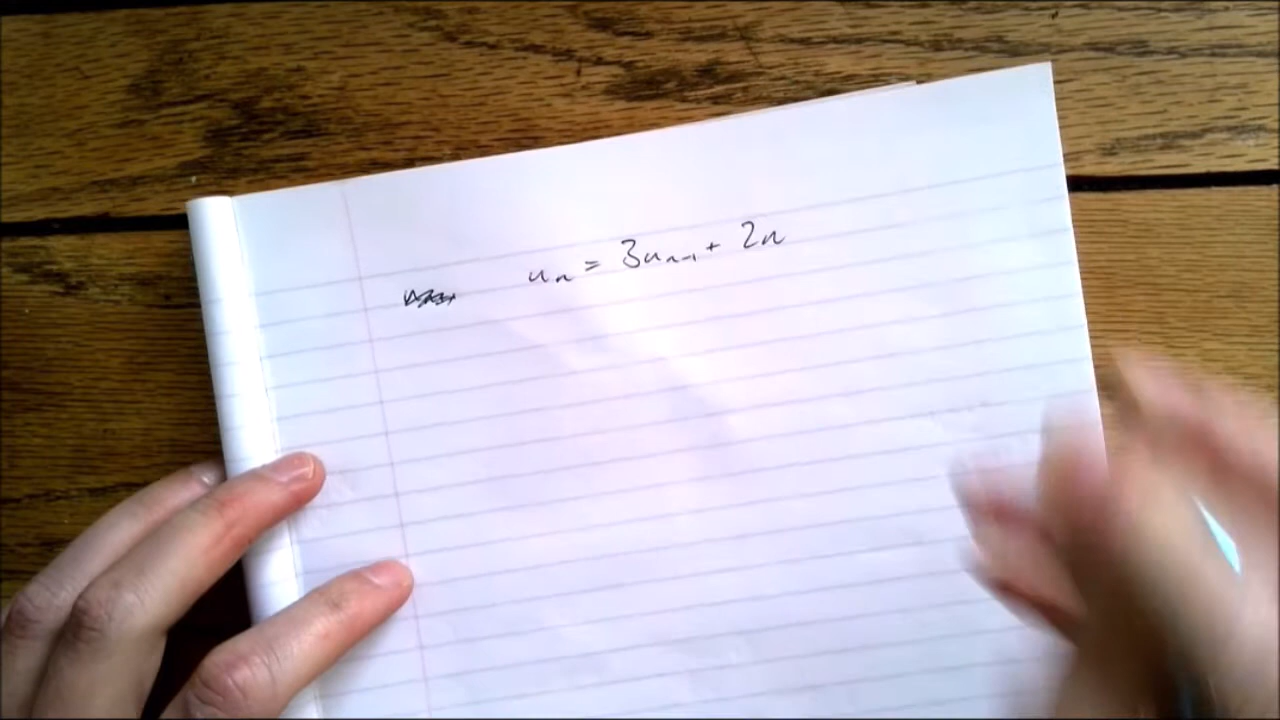 uₙ = 3uₙ₋₁ + 2n